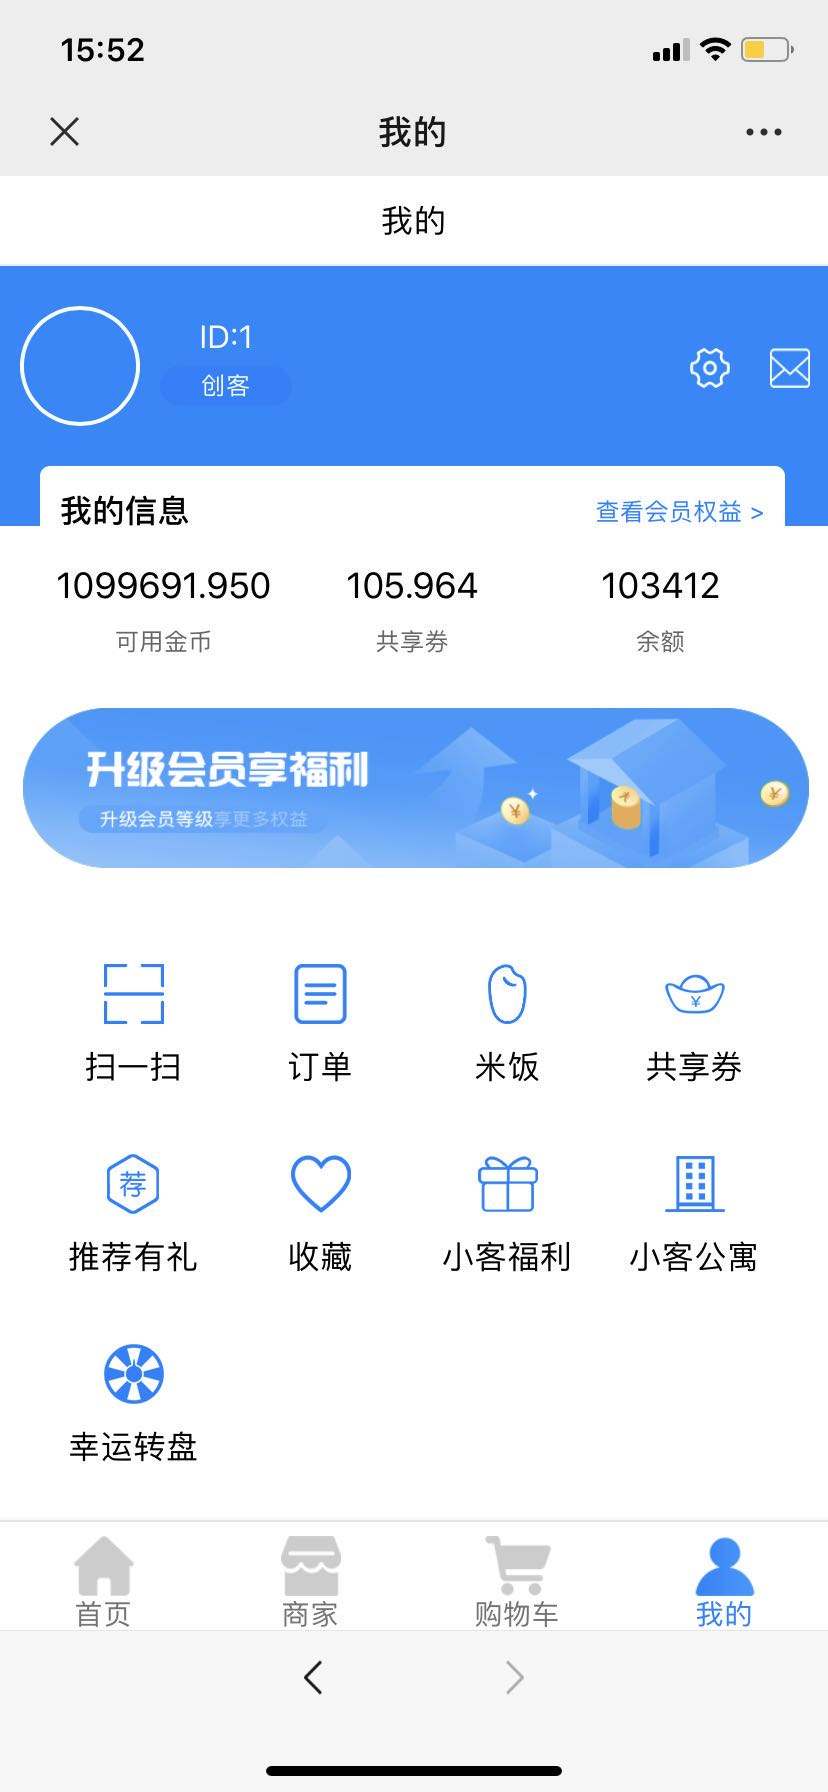 15:52
我的
我的
ID:1
创客
我的信息
查看会员权益 >
1099691.950
105.964
103412
可用金币
共享券
余额
升级会员享福利
升级会员等级享更多权益
扫一扫
订单
米饭
共享券
荐
推荐有礼
收藏
小客福利
小客公寓
幸运转盘
首页
商家
购物车
我的